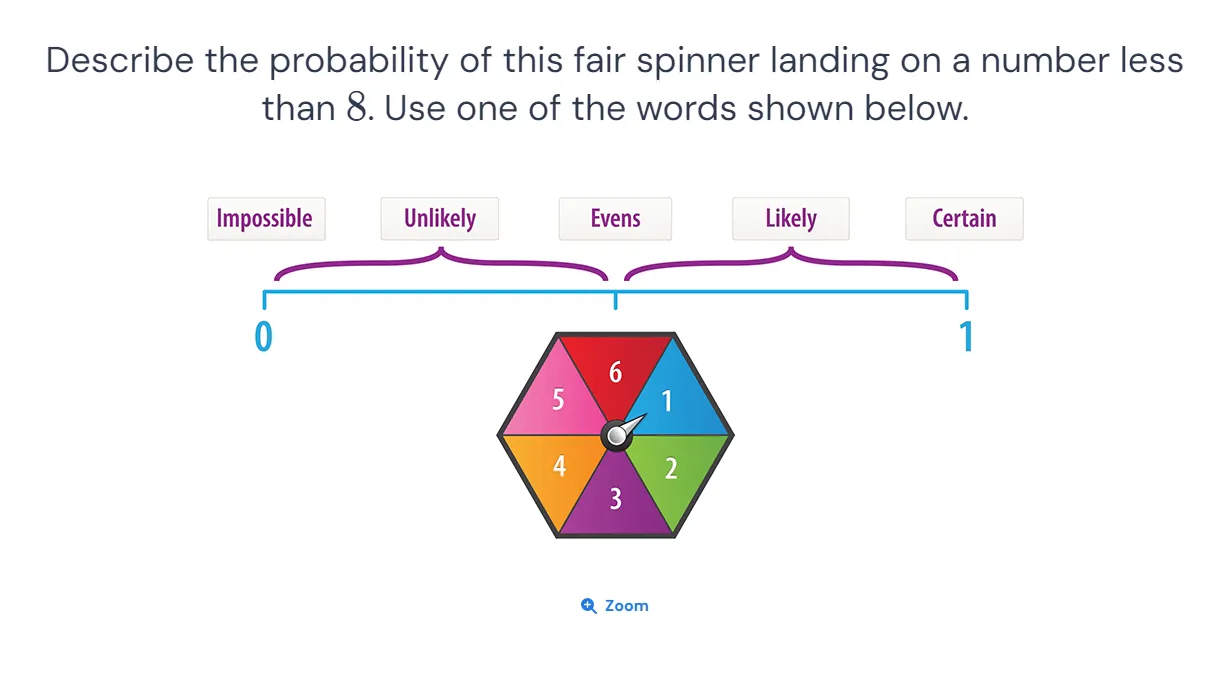 Describe the probability of this fair spinner landing on a number less
than 8. Use one of the words shown below.
Impossible Unlikely Evens Likely Certain
0 1
6
5 1
4 2
3
Zoom